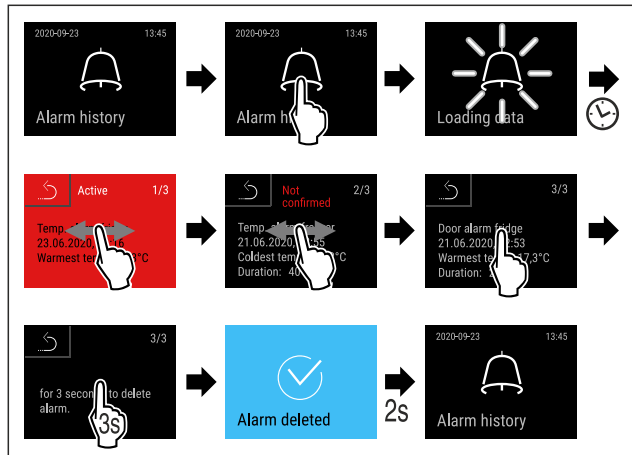 2020-09-23 13:45
Alarm history
2020-09-23 13:45
Alarm h
Loading data
Active 1/3
Temp.
23.06.2020,
Warmest te °C
Not
confirmed
2/3
Temp.
21.06.2020, :55
Coldest tem °C
Duration: 40
3/3
Door alarm fridge
21.06.2020, 2:53
Warmest te 17,3°C
Duration:
3/3
for 3 secon to delete
alarm.
3s
Alarm deleted
2s
2020-09-23 13:45
Alarm history